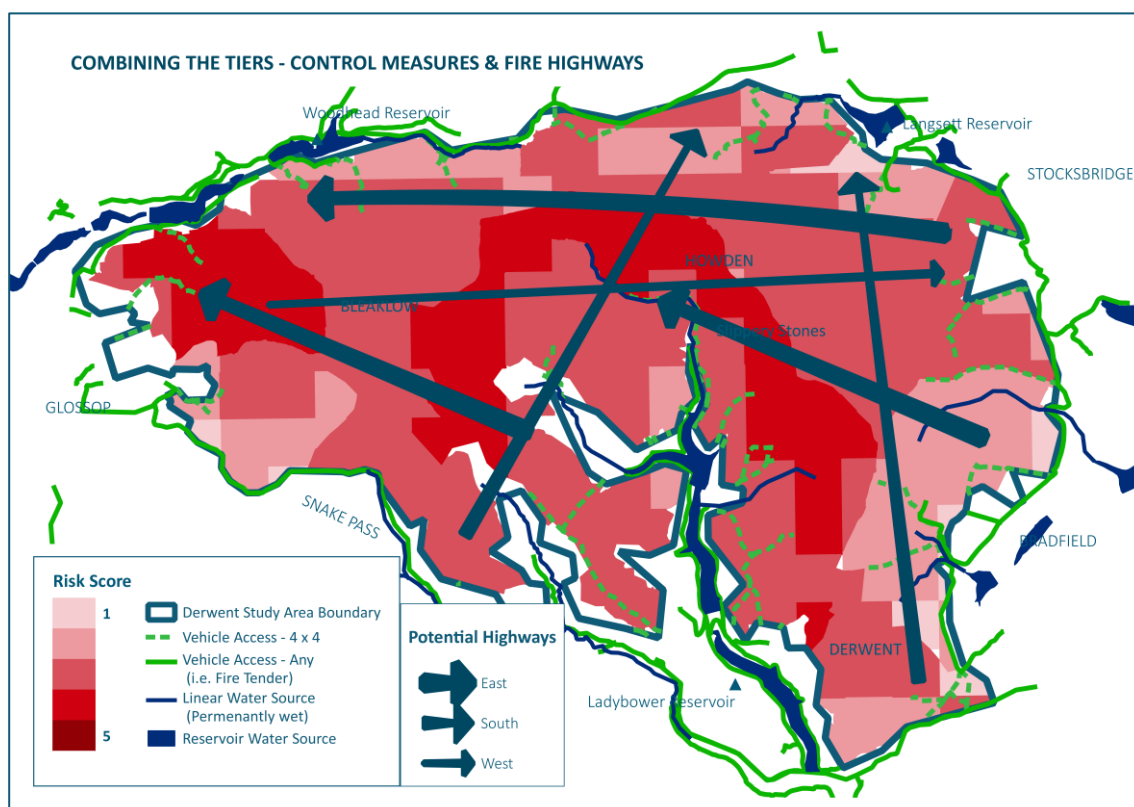 COMBINING THE TIERS - CONTROL MEASURES & FIRE HIGHWAYS
Woodhead Reservoir
Langsett Reservoir
STOCKSBRIDGE
HOWDEN
BLEAKLOW
Slippery Stones
GLOSSOP
SNAKE PASS
BRADFIELD
DERWENT
Ladybower Reservoir
Risk Score
1
5
Derwent Study Area Boundary
Vehicle Access - 4 x 4
Vehicle Access - Any
(i.e. Fire Tender)
Linear Water Source
(Permenantly wet)
Reservoir Water Source
Potential Highways
East
South
West